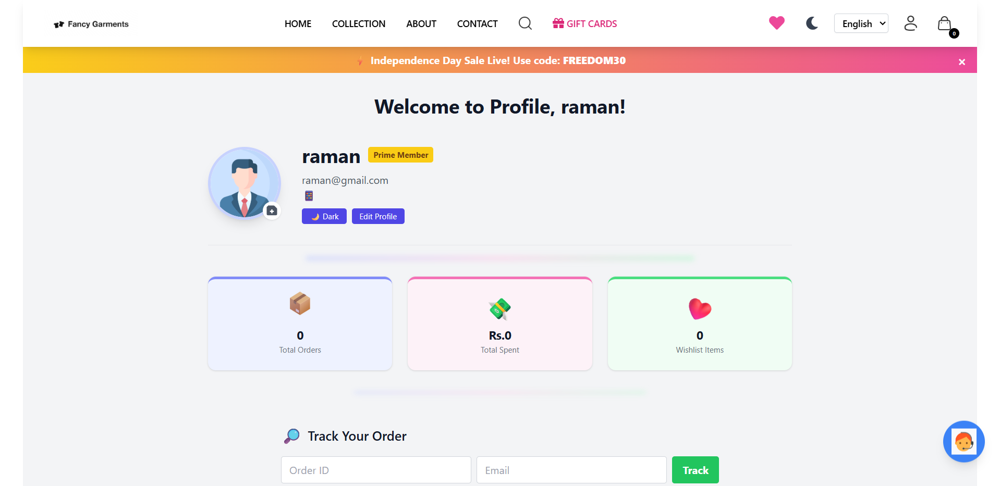 Fancy Garments
HOME COLLECTION ABOUT CONTACT GIFT CARDS English 0
Independence Day Sale Live! Use code: FREEDOM30 ×
Welcome to Profile, raman!
raman Prime Member
raman@gmail.com
Dark Edit Profile
0
Total Orders
Rs.0
Total Spent
0
Wishlist Items
Track Your Order
Order ID Email Track